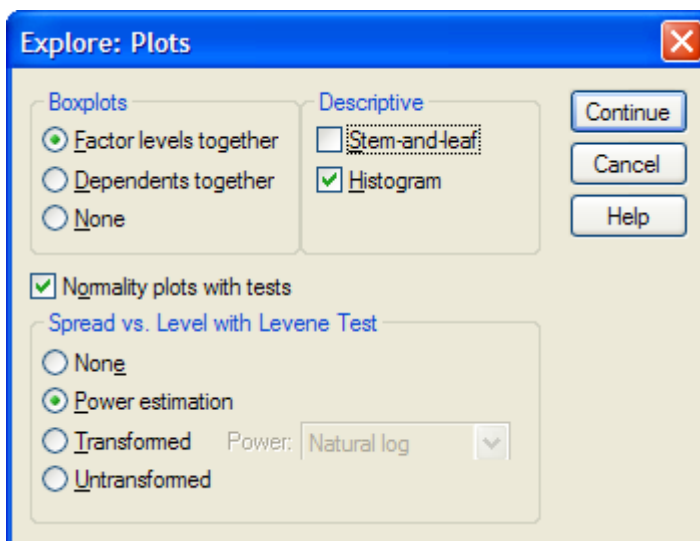 Explore: Plots
Boxplots
Factor levels together
Dependents together
None
Descriptive
Stem-and-leaf
Histogram
Continue
Cancel
Help
Normality plots with tests
Spread vs. Level with Levene Test
None
Power estimation
Transformed Power: Natural log
Untransformed